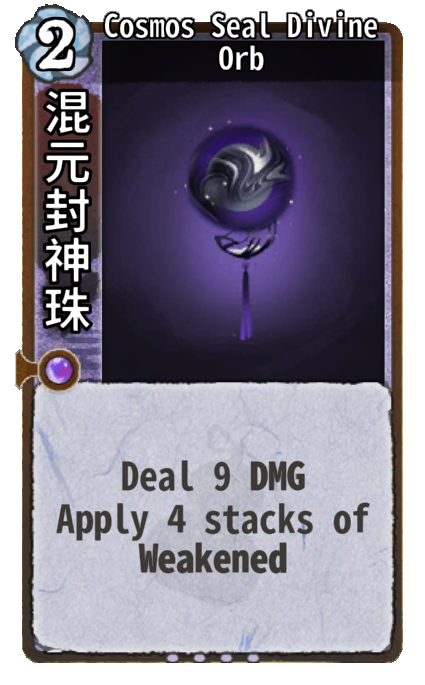 2
Cosmos Seal Divine
Orb
混元封神珠
Deal 9 DMG
Apply 4 stacks of
Weakened